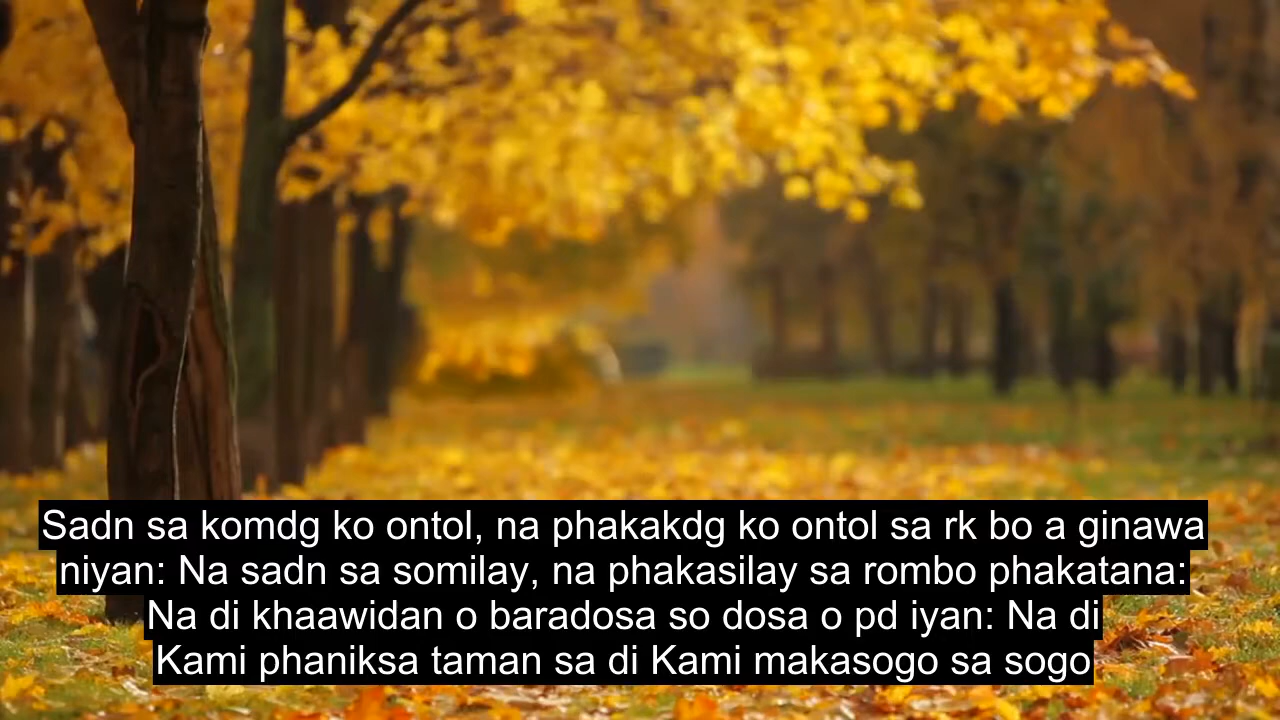 Sadn sa komdg ko ontol, na phakakdg ko ontol sa rk bo a ginawa
niyan: Na sadn sa somilay, na phakasilay sa rombo phakatana:
Na di khaawidan o baradosa so dosa o pd iyan: Na di
Kami phaniksa taman sa di Kami makasogo sa sogo